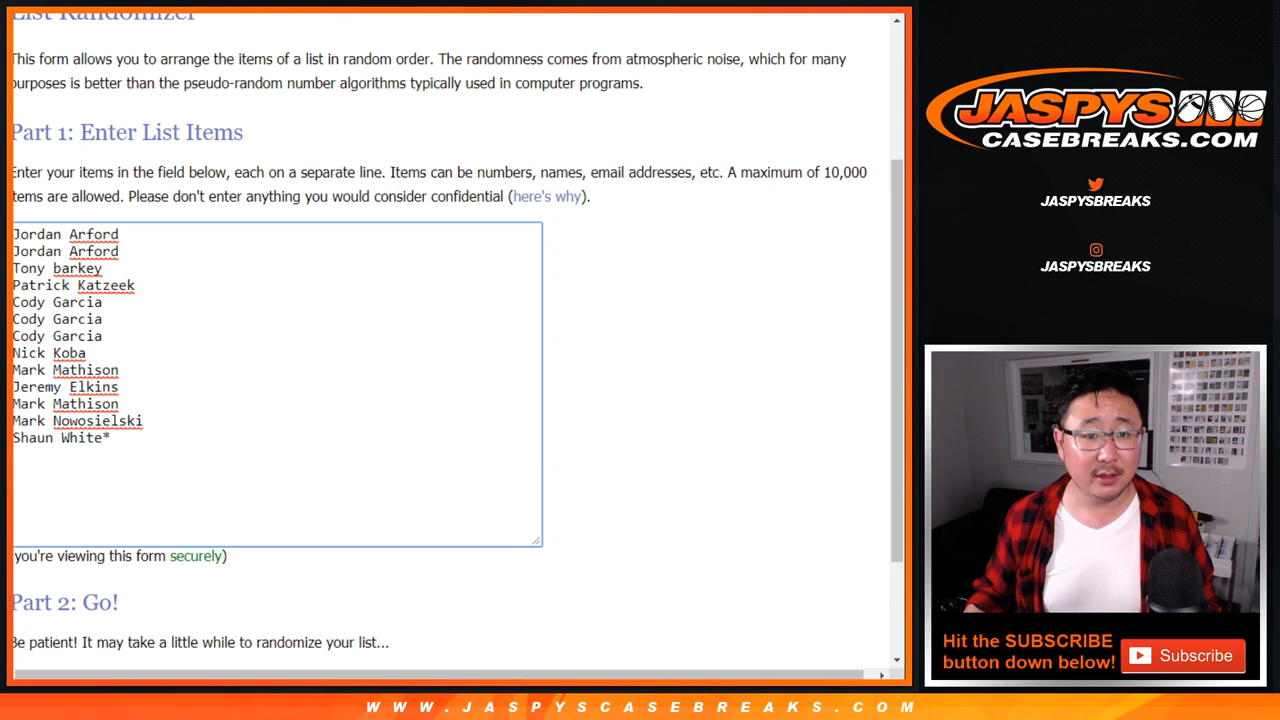 List Randomizer
This form allows you to arrange the items of a list in random order. The randomness comes from atmospheric noise, which for many
purposes is better than the pseudo-random number algorithms typically used in computer programs.
Part 1: Enter List Items
Enter your items in the field below, each on a separate line. Items can be numbers, names, email addresses, etc. A maximum of 10,000
items are allowed. Please don't enter anything you would consider confidential (here's why).
Jordan Arford
Jordan Arford
Tony barkey
Patrick Katzeek
Cody Garcia
Cody Garcia
Cody Garcia
Nick Koba
Mark Mathison
Jeremy Elkins
Mark Mathison
Mark Nowosielski
Shaun White*
you're viewing this form securely)
Part 2: Go!
Be patient! It may take a little while to randomize your list...
JASPYS
CASEBREAKS.COM
JASPYSBREAKS
JASPYSBREAKS
Hit the SUBSCRIBE
button down below!
Subscribe
WWW.JASPYSCASEBREAKS.COM